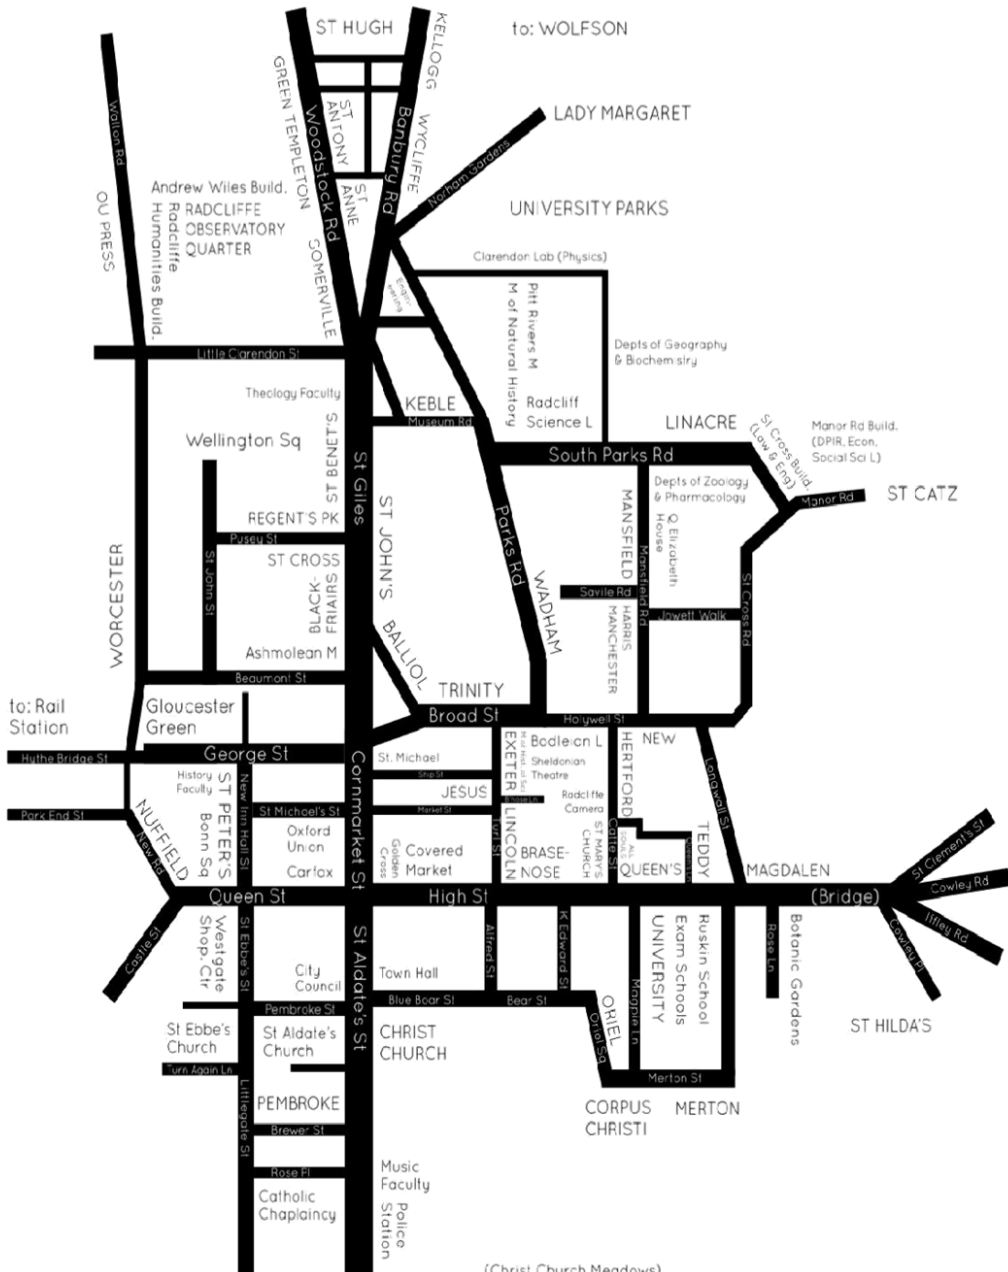 ST HUGH
to: WOLFSON
KELLOGG
WYCLIFFE
GREEN TEMPLETON
Woodstock Rd
ST
ANTONY
Banbury Rd
LADY MARGARET
Norham Gardens
Walton Rd
OU PRESS
Andrew Wiles Build.
Radcliffe
Humanities Build.
RADCLIFFE
OBSERVATORY
QUARTER
SOMERVILLE
ST
ANNE
UNIVERSITY PARKS
Clarendon Lab (Physics)
Engin-
eering
Pitt Rivers M
M of Natural History
Depts of Geography
& Biochemistry
Little Clarendon St
Theology Faculty
KEBLE
Museum Rd
Radcliff
Science L
LINACRE
St Cross Build.
(Law & Eng)
Manor Rd Build.
(DPIR, Econ,
Social Sci L)
Wellington Sq
ST BENET'S
St Giles
South Parks Rd
Depts of Zoology
& Pharmacology
Manor Rd
ST CATZ
REGENT'S PK
Pusey St
ST JOHN'S
Parks Rd
MANSFIELD
Q Elizabeth
House
WORCESTER
St John St
ST CROSS
BLACK-
FRIARS
Ashmolean M
WADHAM
Savile Rd
Mansfield Rd
Jowett Walk
St Cross Rd
HARRIS
MANCHESTER
BALLIOL
Beaumont St
TRINITY
to: Rail
Station
Gloucester
Green
Broad St
Holywell St
Hythe Bridge St
George St
Cornmarket St
St. Michael
Ship St
EXETER
M of Hist. of Sci
Bodleian L
Sheldonian
Theatre
HERTFORD
NEW
Longwall St
History
Faculty
ST PETER'S
New Inn Hall St
JESUS
Radcliffe
Camera
Park End St
NUFFIELD
New Rd
Bonn Sq
St Michael's St
Market St
Turl St
LINCOLN
Catte St
ALL
SOULS
TEDDY
St Clement's St
Oxford
Union
Carfax
Golden
Cross
Covered
Market
BRASE-
NOSE
ST MARY'S
CHURCH
QUEEN'S
MAGDALEN
Queen St
High St
(Bridge)
Cowley Rd
Iffley Rd
Cowley Pl
Castle St
Westgate
Shop. Ctr
St Ebbe's St
St Aldate's St
Alfred St
K Edward St
UNIVERSITY
Exam Schools
Ruskin School
Rose Ln
Botanic Gardens
City
Council
Town Hall
Magpie Ln
Pembroke St
Blue Boar St
Bear St
ORIEL
Oriel Sq
ST HILDA'S
St Ebbe's
Church
St Aldate's
Church
CHRIST
CHURCH
Turn Again Ln
Merton St
Littlegate St
PEMBROKE
CORPUS
CHRISTI
MERTON
Brewer St
Rose Pl
Music
Faculty
Catholic
Chaplaincy
Police
Station
(Christ Church Meadows)